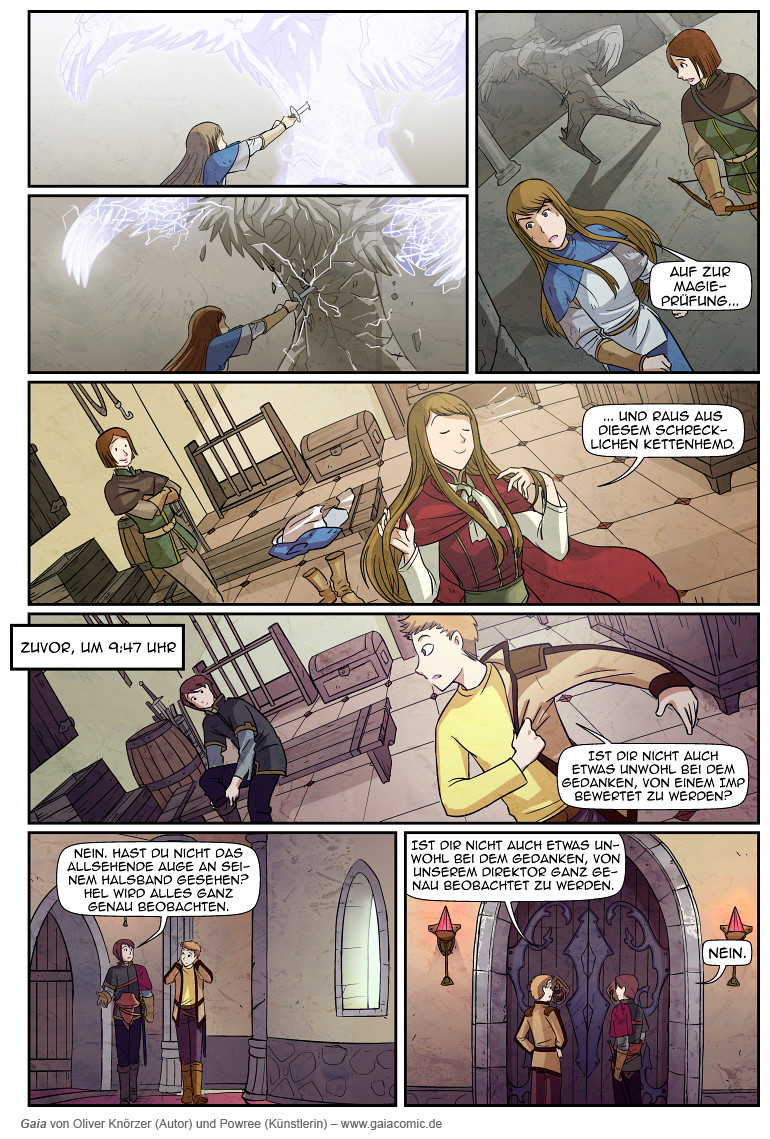 AUF ZUR
MAGIE-
PRÜFUNG...
... UND RAUS AUS
DIESEM SCHRECK-
LICHEN KETTENHEMD.
ZUVOR, UM 9:47 UHR
IST DIR NICHT AUCH
ETWAS UNWOHL BEI DEM
GEDANKEN, VON EINEM IMP
BEWERTET ZU WERDEN?
NEIN. HAST DU NICHT DAS
ALLSEHENDE AUGE AN SEI-
NEM HALSBAND GESEHEN?
HEL WIRD ALLES GANZ
GENAU BEOBACHTEN.
IST DIR NICHT AUCH ETWAS UN-
WOHL BEI DEM GEDANKEN, VON
UNSEREM DIREKTOR GANZ GE-
NAU BEOBACHTET ZU WERDEN.
NEIN.
Gaia von Oliver Knörzer (Autor) und Powree (Künstlerin) – www.gaiacomic.de